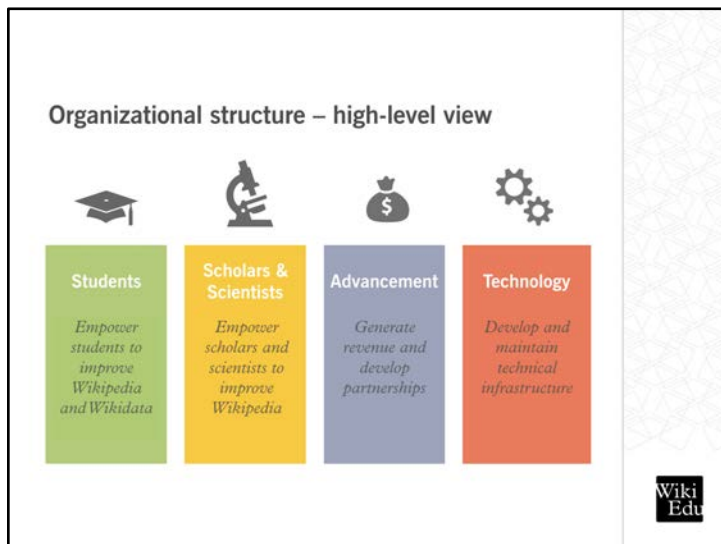 Organizational structure – high-level view
$
Students
Empower
students to
improve
Wikipedia
and Wikidata
Scholars &
Scientists
Empower
scholars and
scientists to
improve
Wikipedia
Advancement
Generate
revenue and
develop
partnerships
Technology
Develop and
maintain
technical
infrastructure
Wiki
Edu